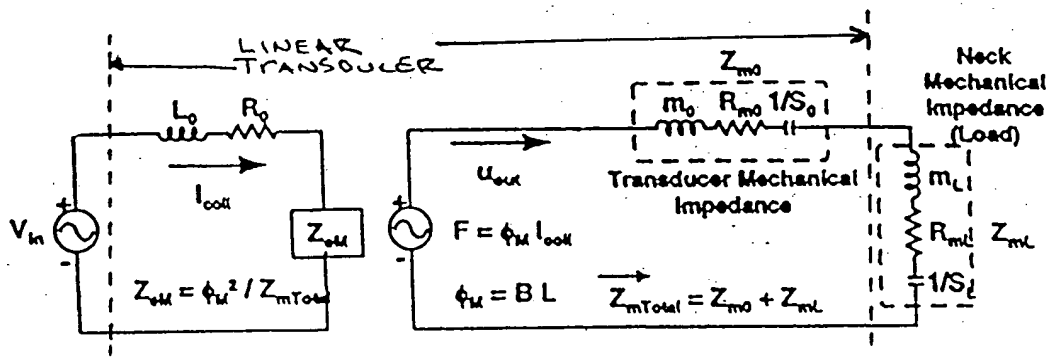 LINEAR
TRANSDUCER
Neck
Mechanical
Impedance
(Load)
Z_m0
L_0 R_0
m_0 R_m0 1/S_0
I_coil
u_out
Transducer Mechanical
Impedance
m_L
R_mL
1/S_L
Z_mL
+
V_in
-
Z_eM
+
-
F = ϕ_M I_coil
Z_eM = ϕ_M² / Z_mTotal
ϕ_M = B L
Z_mTotal = Z_m0 + Z_mL